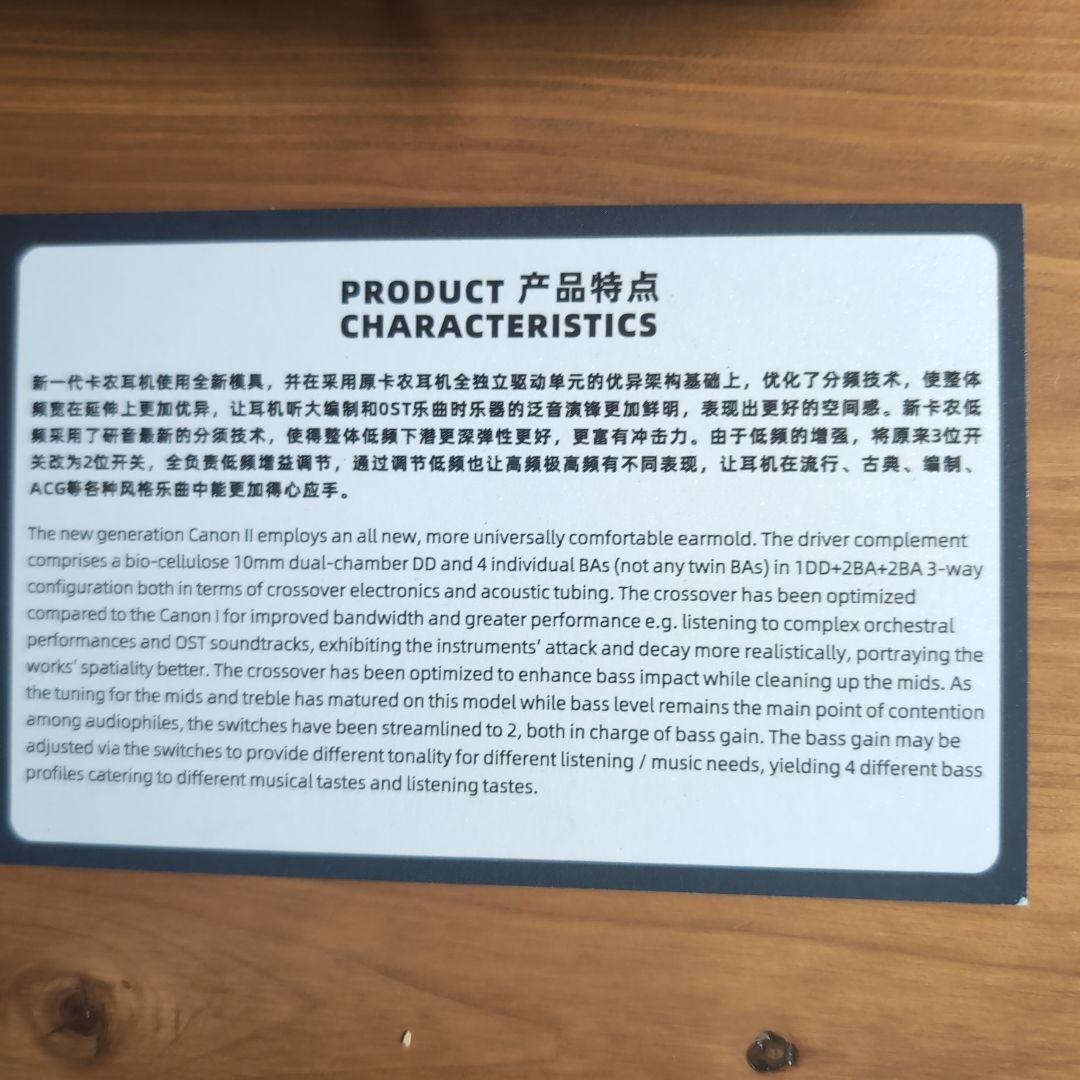 PRODUCT 产品特点
CHARACTERISTICS
新一代卡农耳机使用全新模具，并在采用原卡农耳机全独立驱动单元的优异架构基础上，优化了分频技术，使整体
频宽在延伸上更加优异，让耳机听大编制和OST乐曲时乐器的泛音演绎更加鲜明，表现出更好的空间感。新卡农低
频采用了研音最新的分频技术，使得整体低频下潜更深弹性更好，更富有冲击力。由于低频的增强，将原来3位开
关改为2位开关，全负责低频增益调节，通过调节低频也让高频极高频有不同表现，让耳机在流行、古典、编制、
ACG等各种风格乐曲中能更加得心应手。
The new generation Canon II employs an all new, more universally comfortable earmold. The driver complement
comprises a bio-cellulose 10mm dual-chamber DD and 4 individual BAs (not any twin BAs) in 1DD+2BA+2BA 3-way
configuration both in terms of crossover electronics and acoustic tubing. The crossover has been optimized
compared to the Canon I for improved bandwidth and greater performance e.g. listening to complex orchestral
performances and OST soundtracks, exhibiting the instruments' attack and decay more realistically, portraying the
works' spatiality better. The crossover has been optimized to enhance bass impact while cleaning up the mids. As
the tuning for the mids and treble has matured on this model while bass level remains the main point of contention
among audiophiles, the switches have been streamlined to 2, both in charge of bass gain. The bass gain may be
adjusted via the switches to provide different tonality for different listening / music needs, yielding 4 different bass
profiles catering to different musical tastes and listening tastes.